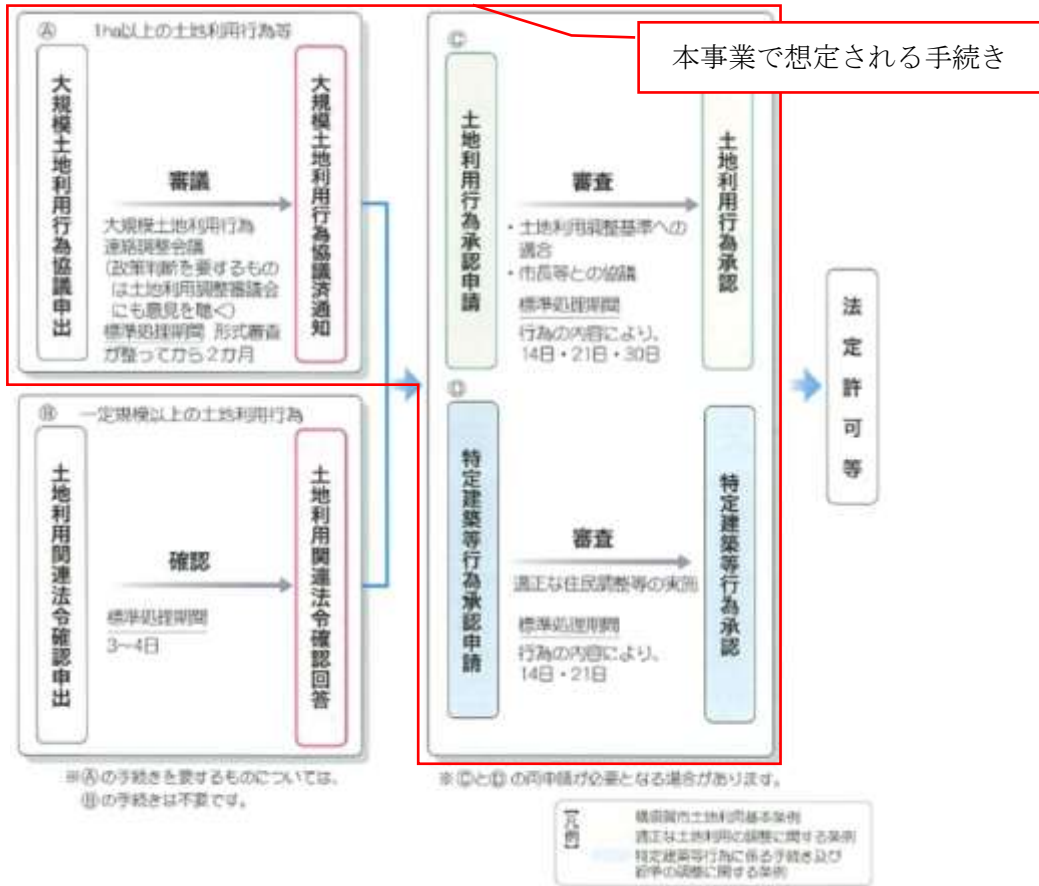 本事業で想定される手続き
Ⓐ 1ha以上の土地利用行為等
大規模土地利用行為協議申出
審議
大規模土地利用行為
連絡調整会議
(政策判断を要するもの
は土地利用調整審議会
にも意見を聴く)
標準処理期間 形式審査
が整ってから2か月
大規模土地利用行為協議済通知
Ⓑ 一定規模以上の土地利用行為
土地利用関連法令確認申出
確認
標準処理期間
3~4日
土地利用関連法令確認回答
※Ⓐの手続きを要するものについては、
Ⓑの手続きは不要です。
Ⓒ
土地利用行為承認申請
審査
・土地利用調整基準への
適合
・市長等との協議
標準処理期間
行為の内容により、
14日・21日・30日
土地利用行為承認
Ⓓ
特定建築等行為承認申請
審査
適正な住民調整等の実施
標準処理期間
行為の内容により、
14日・21日
特定建築等行為承認
※ⒸとⒹの両申請が必要となる場合があります。
法定許可等
【凡例】
横須賀市土地利用基本条例
適正な土地利用の調整に関する条例
特定建築等行為に係る手続き及び
紛争の調整に関する条例